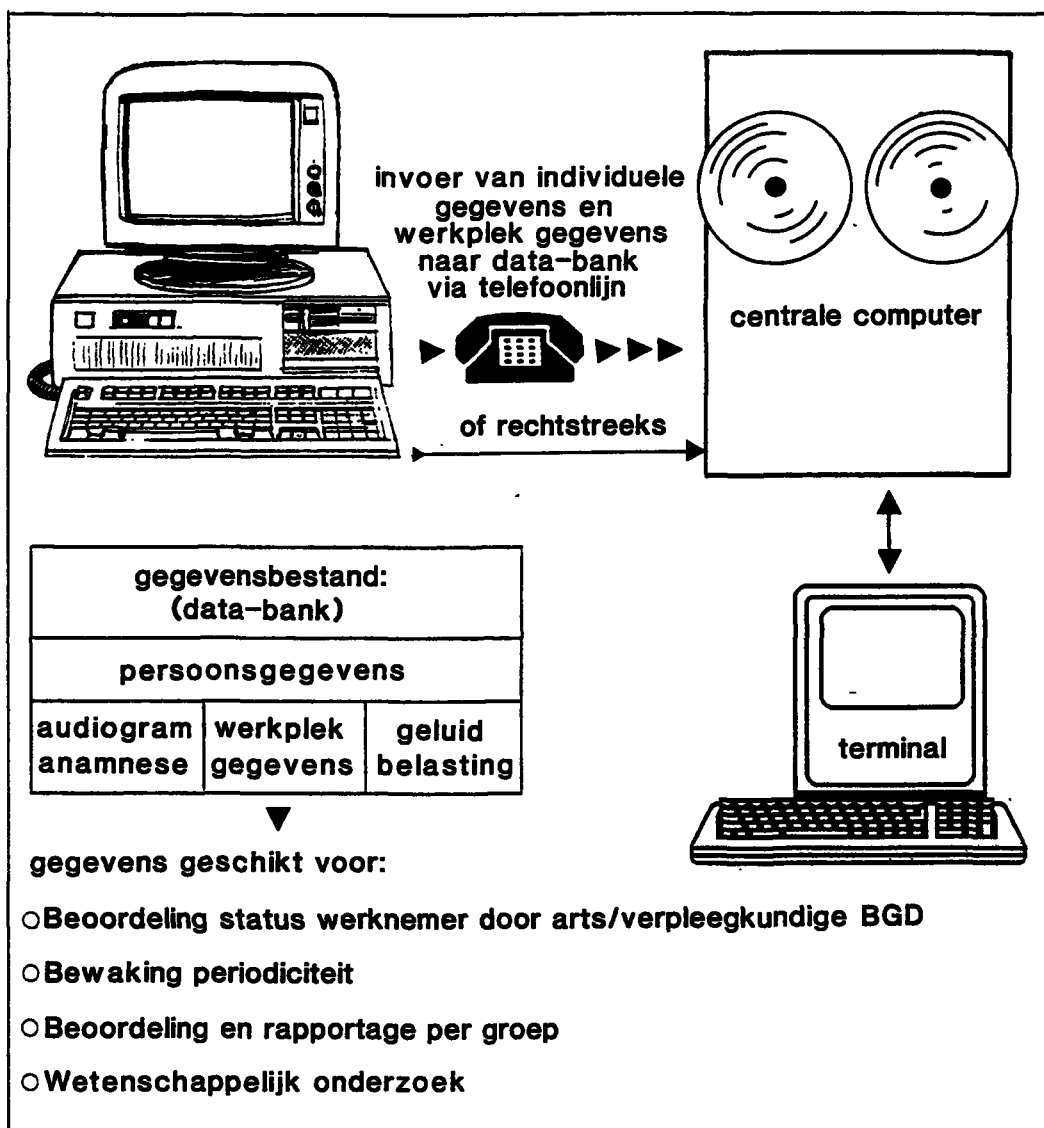 invoer van individuele
gegevens en
werkplek gegevens
naar data-bank
via telefoonlijn
of rechtstreeks
centrale computer
terminal
gegevensbestand:
(data-bank)
persoonsgegevens
audiogram anamnese
werkplek gegevens
geluid belasting
gegevens geschikt voor:
○Beoordeling status werknemer door arts/verpleegkundige BGD
○Bewaking periodiciteit
○Beoordeling en rapportage per groep
○Wetenschappelijk onderzoek